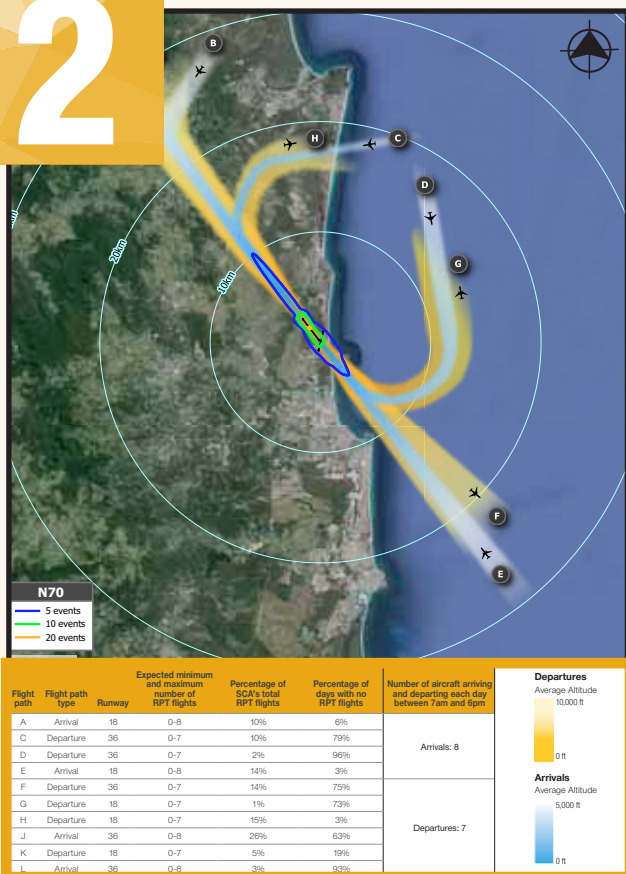 2
B
H
C
D
G
20km
10km
F
E
N70
5 events
10 events
20 events
Flight path
Flight path type
Runway
Expected minimum and maximum number of RPT flights
Percentage of SCA's total RPT flights
Percentage of days with no RPT flights
Number of aircraft arriving and departing each day between 7am and 6pm
A Arrival 18 0-8 10% 6%
C Departure 36 0-7 10% 79%
D Departure 36 0-7 2% 96%
E Arrival 18 0-8 14% 3%
F Departure 36 0-7 14% 75%
G Departure 18 0-7 1% 73%
H Departure 18 0-7 15% 3%
J Arrival 36 0-8 26% 63%
K Departure 18 0-7 5% 19%
L Arrival 36 0-8 3% 93%
Arrivals: 8
Departures: 7
Departures
Average Altitude
10,000 ft
0 ft
Arrivals
Average Altitude
5,000 ft
0 ft